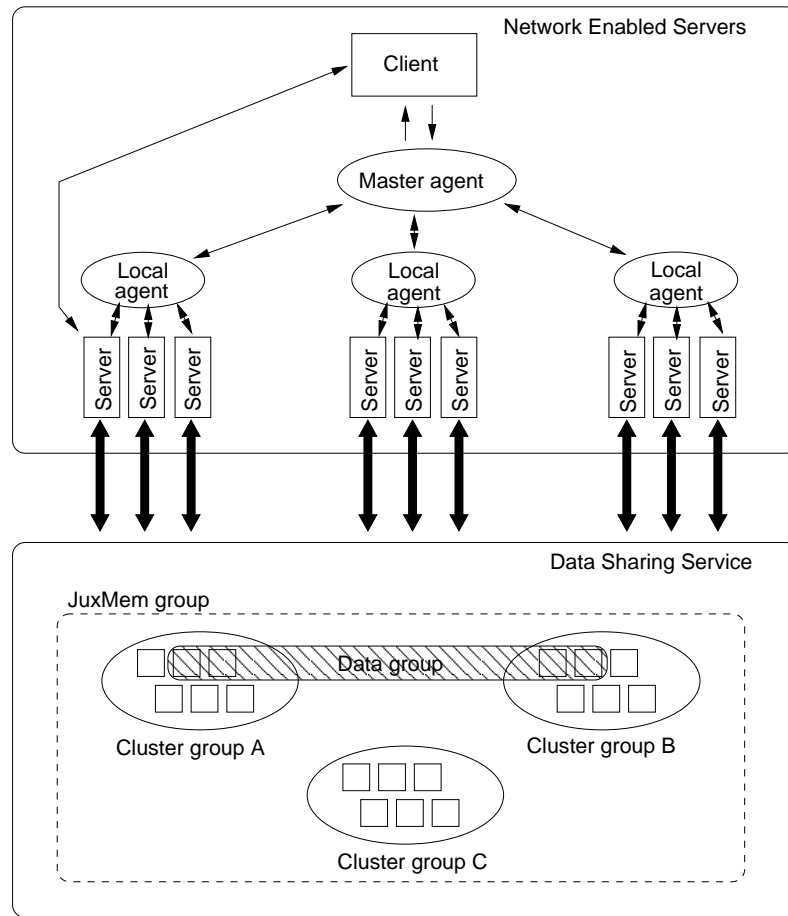 Network Enabled Servers
Client
Master agent
Local
agent
Local
agent
Local
agent
Server
Server
Server
Server
Server
Server
Server
Server
Server
Data Sharing Service
JuxMem group
Data group
Cluster group A
Cluster group B
Cluster group C